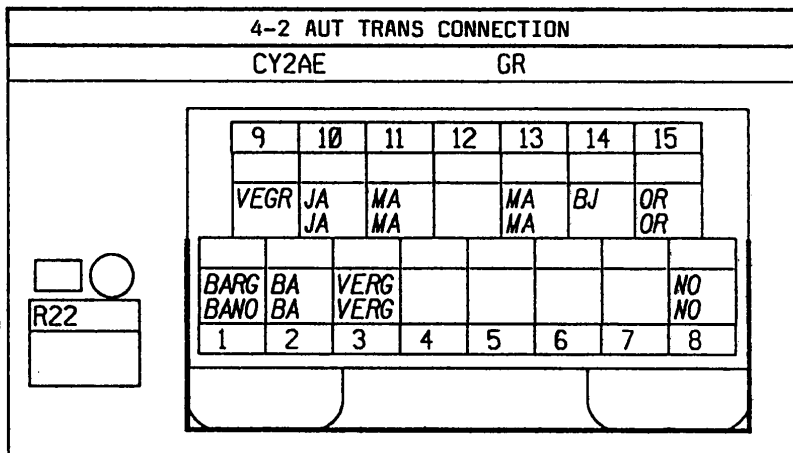 4-2 AUT TRANS CONNECTION
CY2AE GR
9 10 11 12 13 14 15
VEGR JA MA MA BJ OR
JA MA MA OR
BARG BA VERG NO
BANO BA VERG NO
R22
1 2 3 4 5 6 7 8